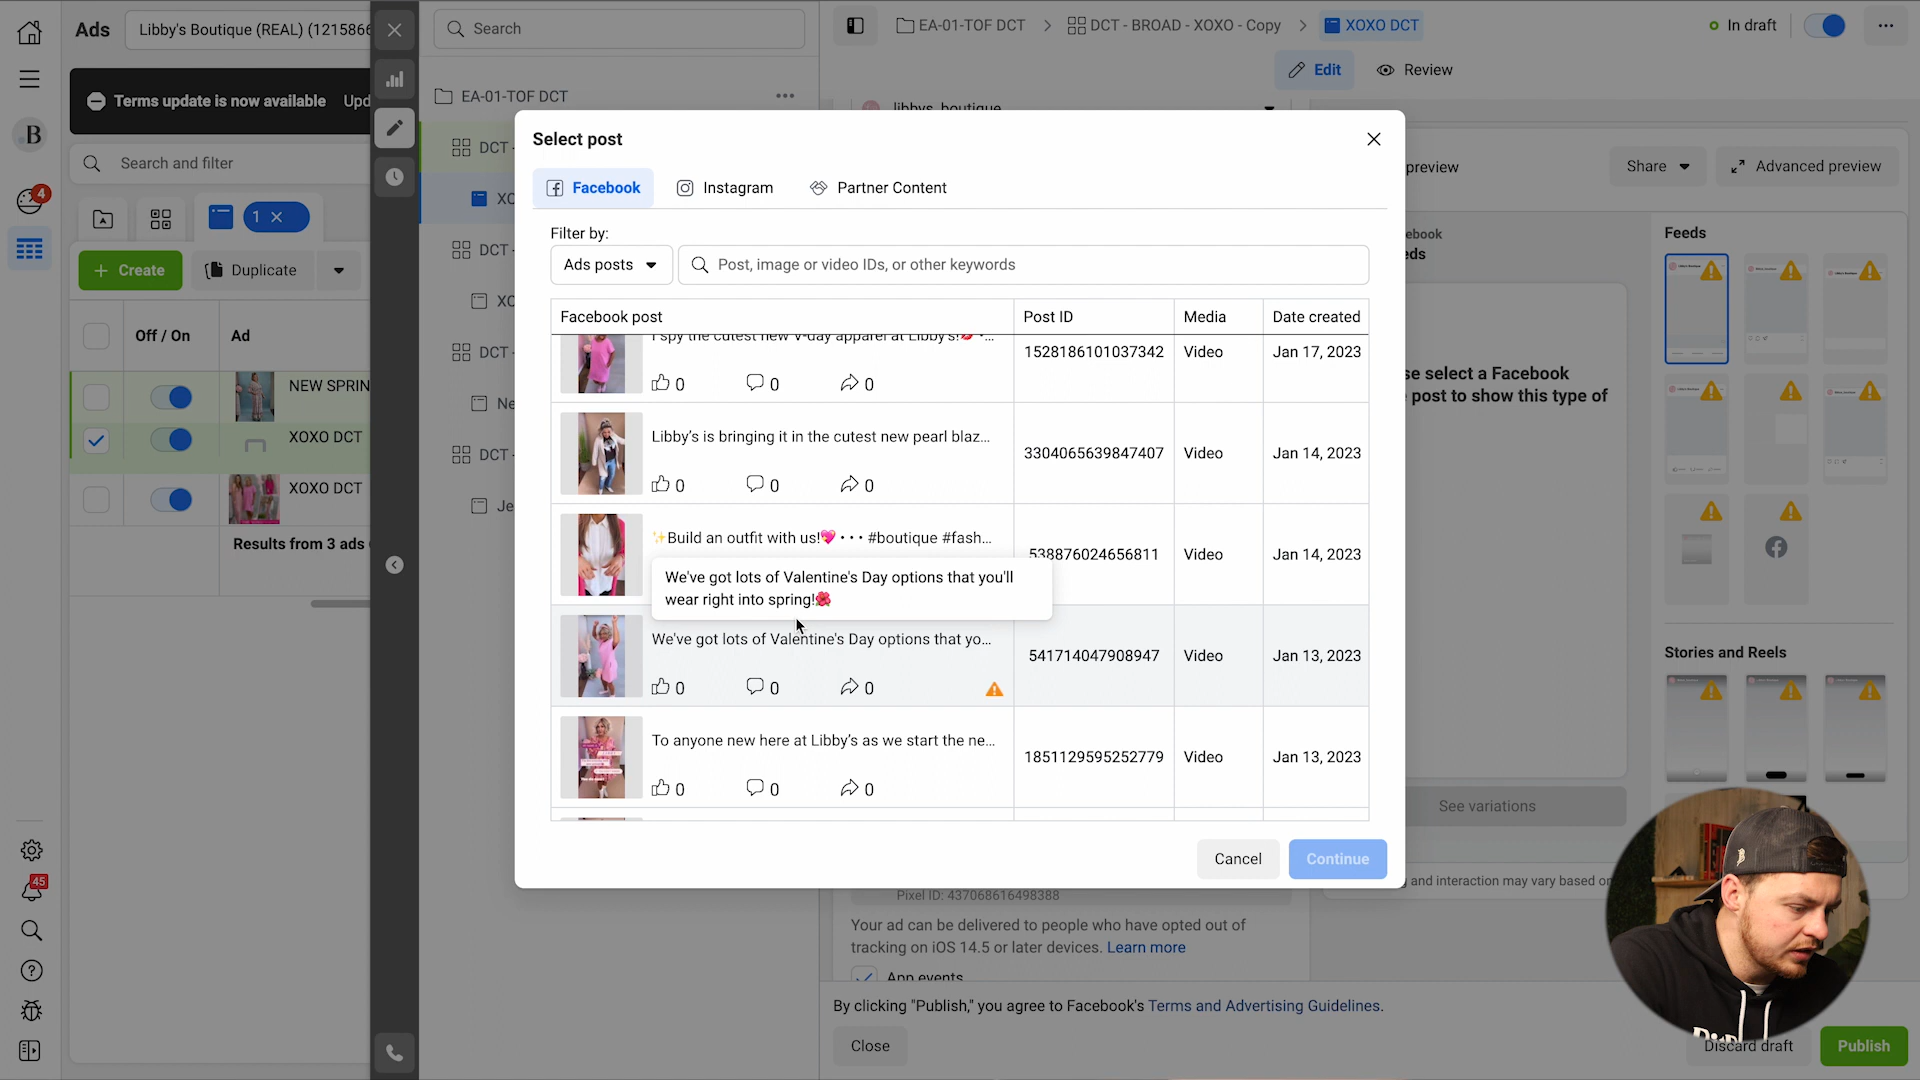 Ads
Libby's Boutique (REAL) (1215866
Terms update is now available Upd
B
4
Search and filter
1
Create
Duplicate
Off / On
Ad
NEW SPRIN
XOXO DCT
XOXO DCT
Results from 3 ads
45
Search
EA-01-TOF DCT
DCT -
XO
DCT -
XO
DCT -
Ne
DCT -
Je
EA-01-TOF DCT
DCT - BROAD - XOXO - Copy
XOXO DCT
In draft
Edit
Review
libbys_boutique
Select post
Facebook
Instagram
Partner Content
Filter by:
Ads posts
Post, image or video IDs, or other keywords
Facebook post
Post ID
Media
Date created
I spy the cutest new V-day apparel at Libby's!💋 •...
0 0 0
1528186101037342
Video
Jan 17, 2023
Libby's is bringing it in the cutest new pearl blaz...
0 0 0
3304065639847407
Video
Jan 14, 2023
✨Build an outfit with us!💖 • • • #boutique #fash...
538876024656811
Video
Jan 14, 2023
We've got lots of Valentine's Day options that you'll
wear right into spring!🌺
We've got lots of Valentine's Day options that yo...
0 0 0
541714047908947
Video
Jan 13, 2023
To anyone new here at Libby's as we start the ne...
0 0 0
1851129595252779
Video
Jan 13, 2023
Cancel
Continue
preview
Share
Advanced preview
ebook
eds
Feeds
se select a Facebook
post to show this type of
Stories and Reels
See variations
g and interaction may vary based on
Pixel ID: 437068616498388
Your ad can be delivered to people who have opted out of
tracking on iOS 14.5 or later devices. Learn more
App events
By clicking "Publish," you agree to Facebook's Terms and Advertising Guidelines.
Close
Discard draft
Publish